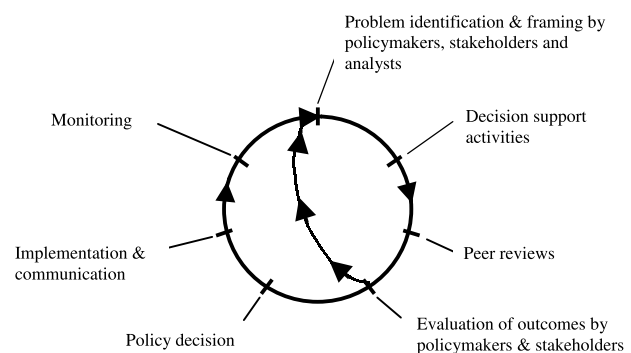 Problem identification & framing by
policymakers, stakeholders and
analysts
Decision support
activities
Peer reviews
Evaluation of outcomes by
policymakers & stakeholders
Policy decision
Implementation &
communication
Monitoring